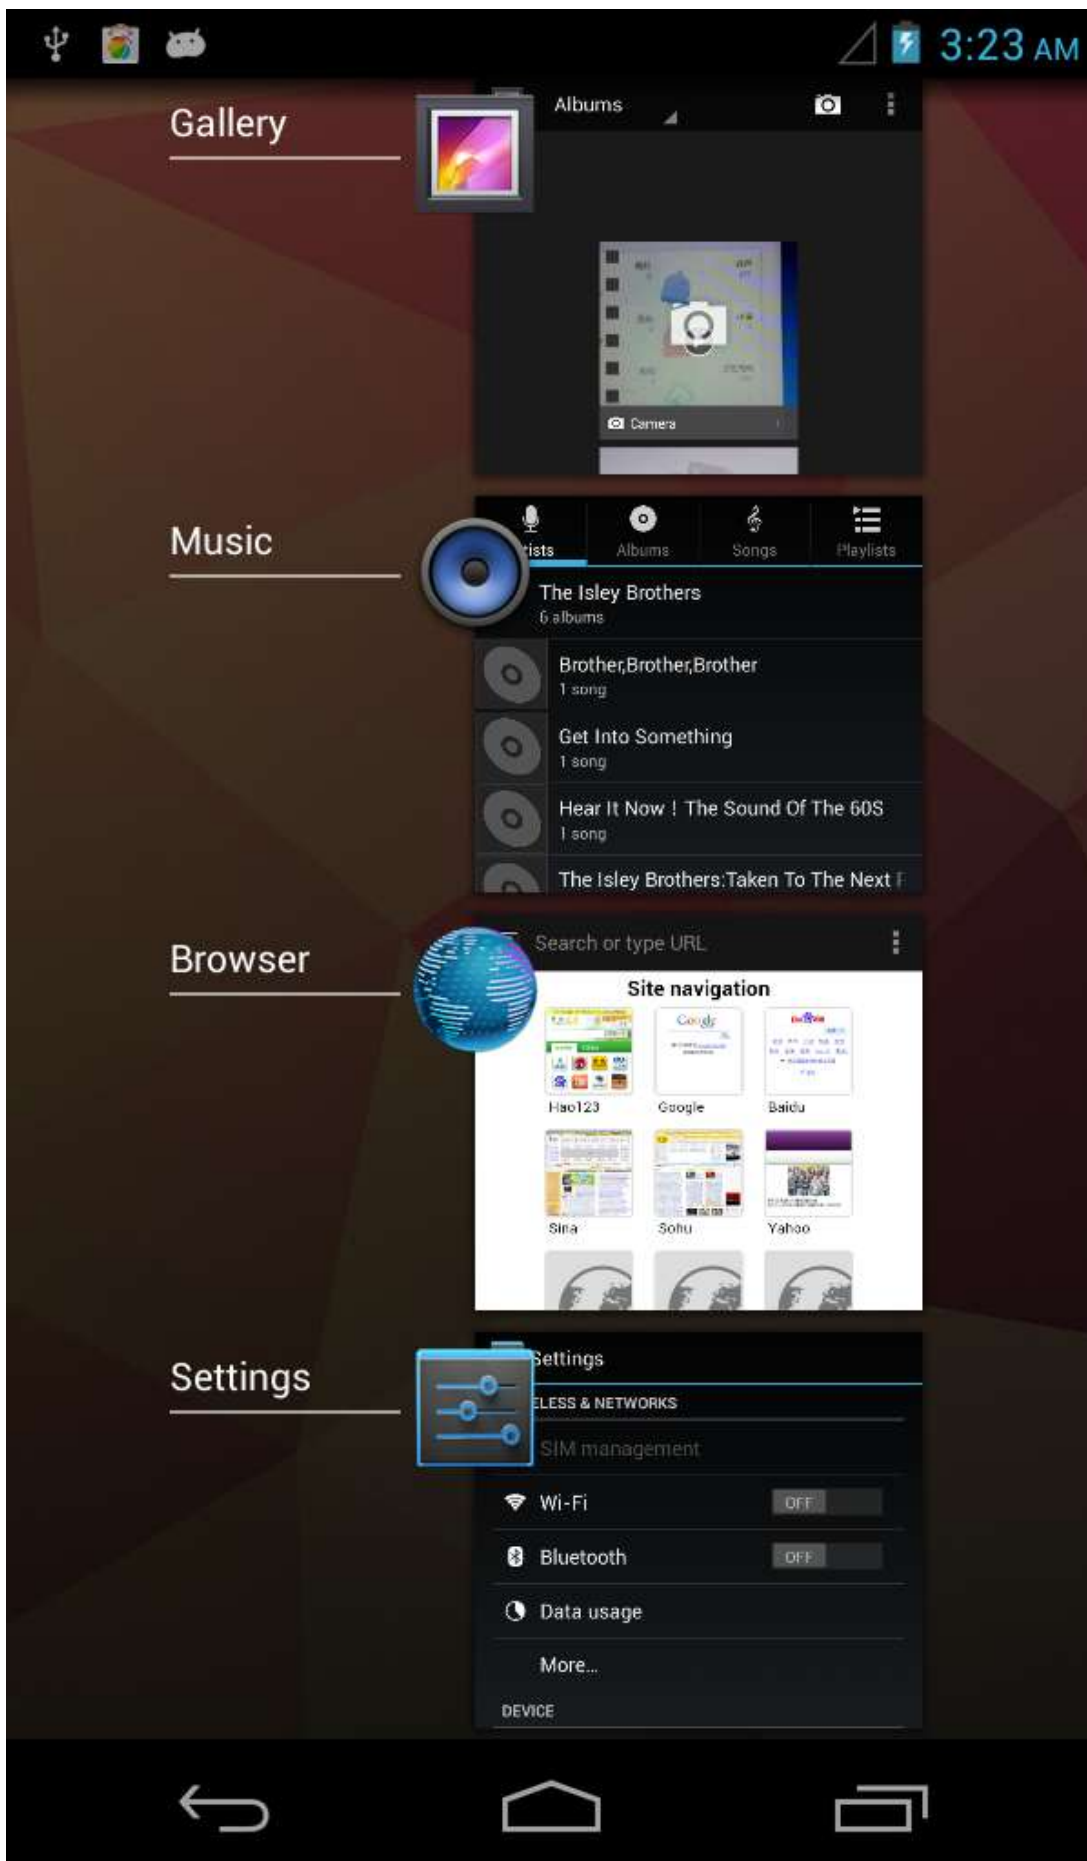 3:23 AM
Gallery
Albums
Camera
Music
ists
Albums
Songs
Playlists
The Isley Brothers
6 albums
Brother,Brother,Brother
1 song
Get Into Something
1 song
Hear It Now ! The Sound Of The 60S
1 song
The Isley Brothers:Taken To The Next
Browser
Search or type URL
Site navigation
Google
Hao123
Google
Baidu
Sina
Sohu
Yahoo
Settings
Settings
ELESS & NETWORKS
SIM management
Wi-Fi
OFF
Bluetooth
OFF
Data usage
More...
DEVICE